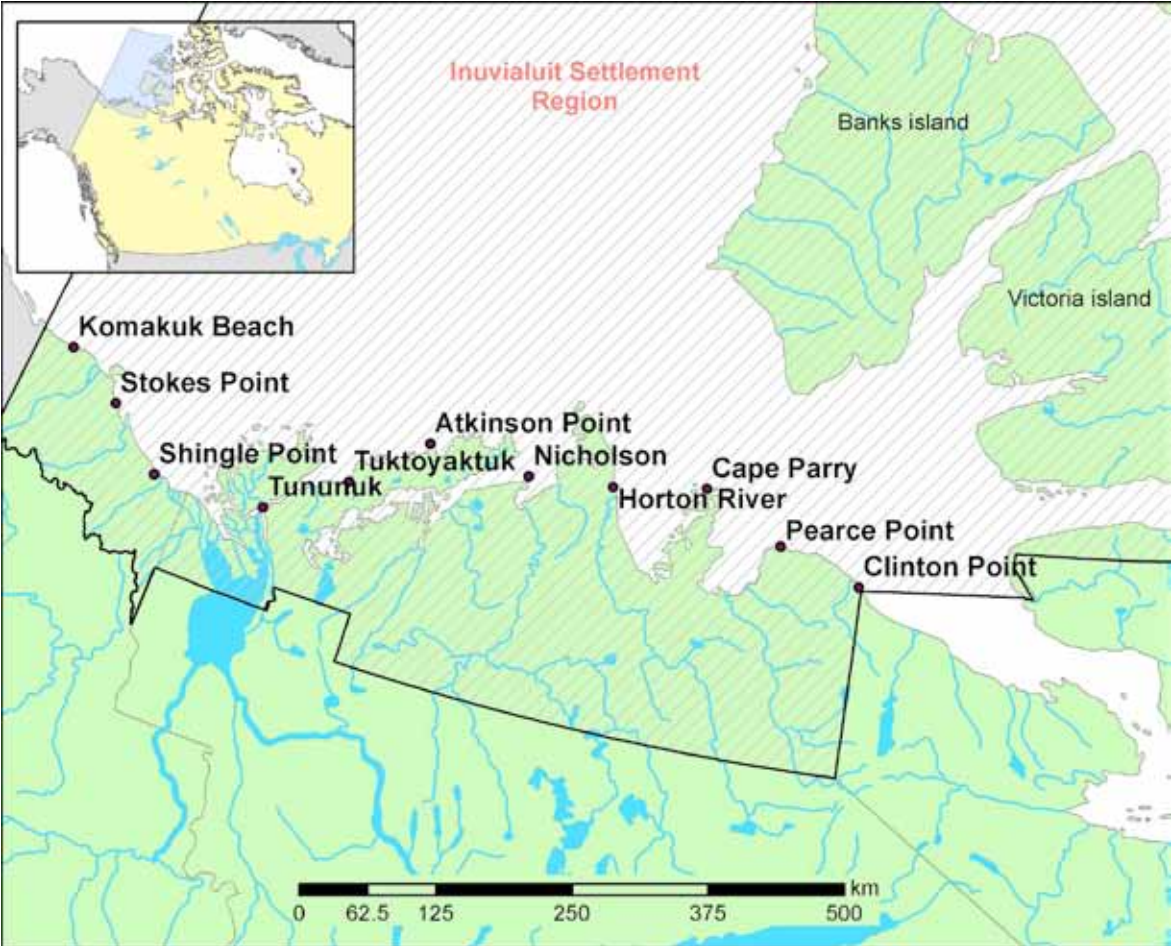 Inuvialuit Settlement
Region
Banks island
Victoria island
Komakuk Beach
Stokes Point
Atkinson Point
Shingle Point
Tuktoyaktuk
Nicholson
Tununuk
Cape Parry
Horton River
Pearce Point
Clinton Point
km
0 62.5 125 250 375 500